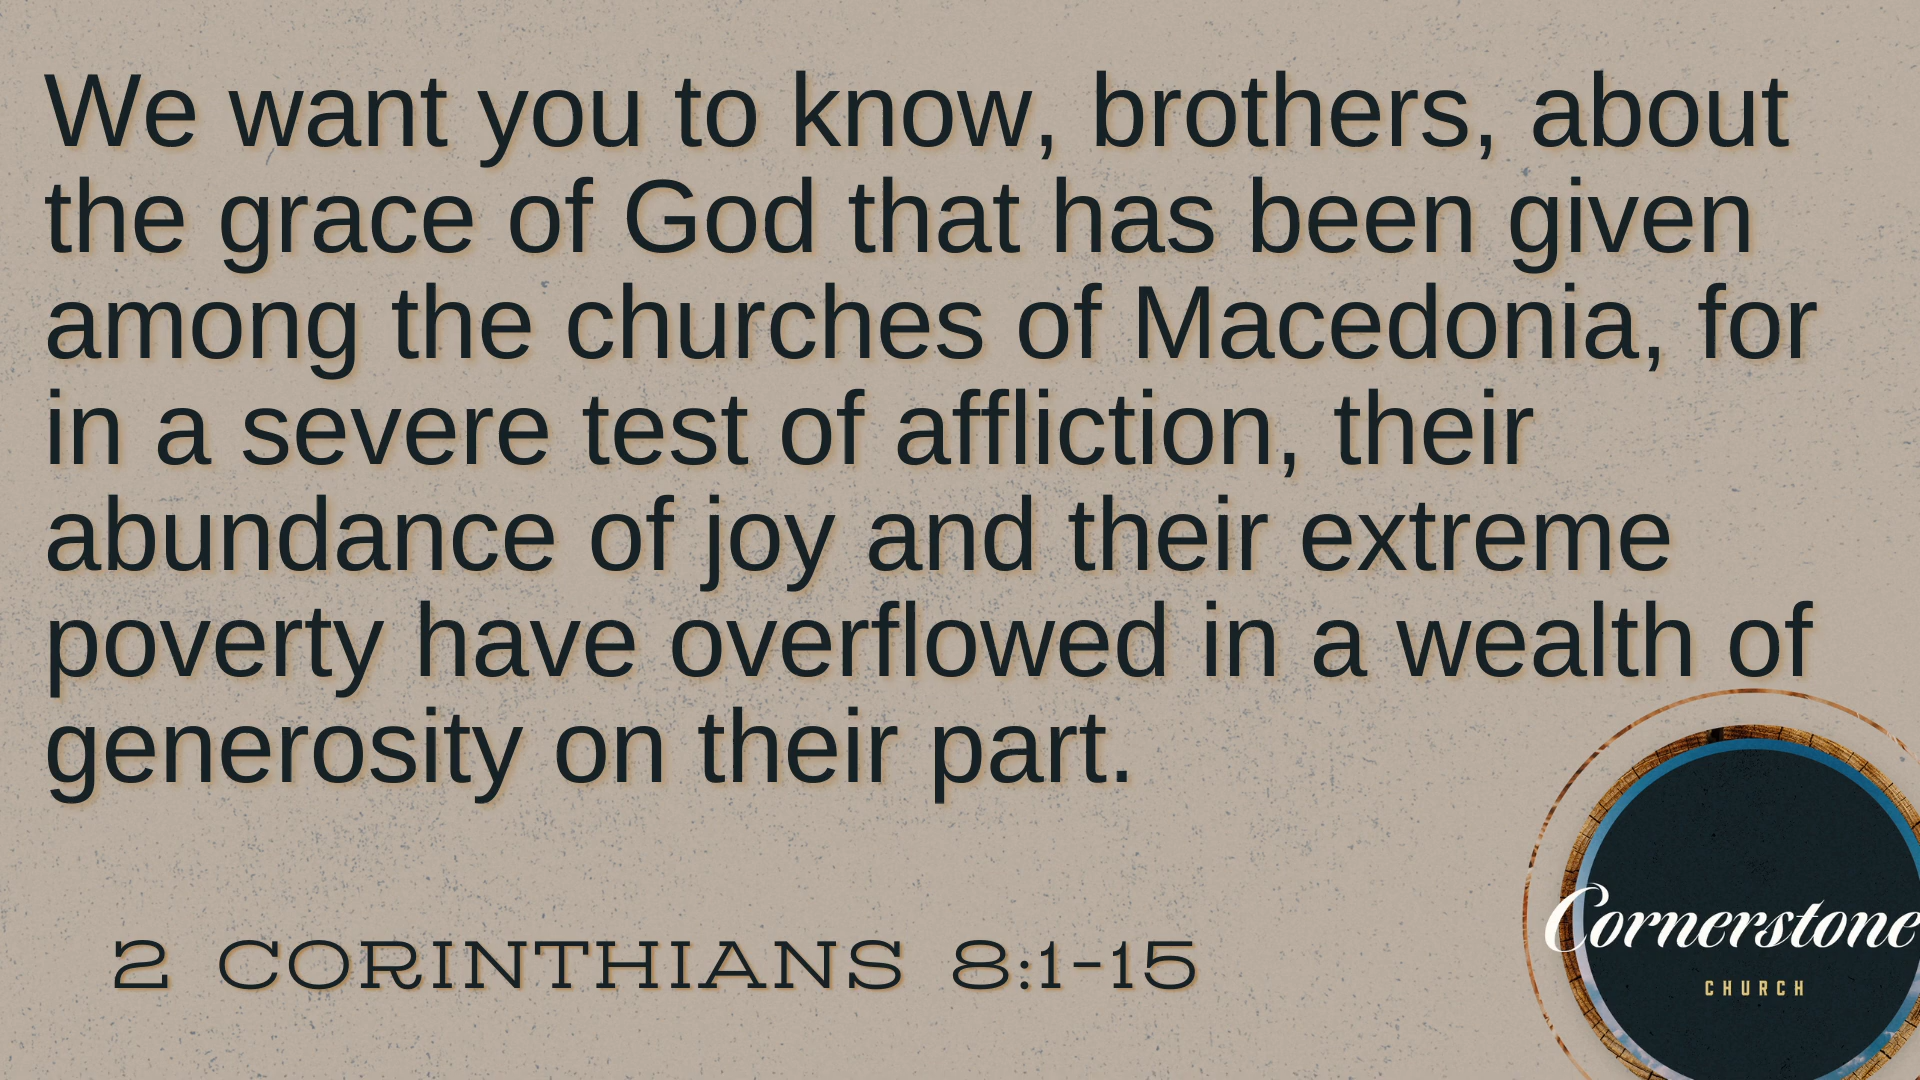 We want you to know, brothers, about
the grace of God that has been given
among the churches of Macedonia, for
in a severe test of affliction, their
abundance of joy and their extreme
poverty have overflowed in a wealth of
generosity on their part.
2 CORINTHIANS 8:1-15
Cornerstone
CHURCH